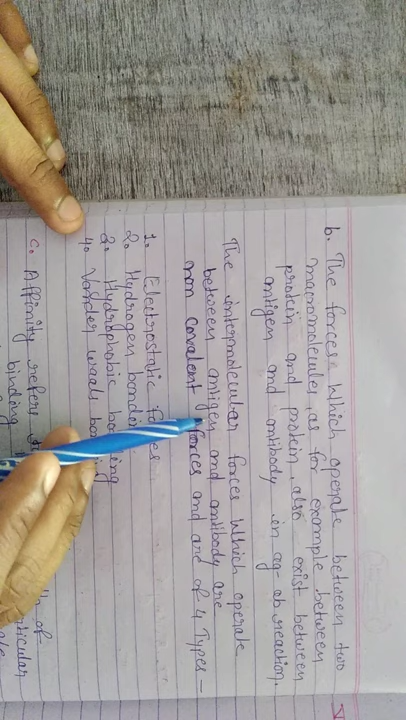 b. The forces which operate between two
macromolecules, as for example between
protein and protein, also exist between
antigen and antibody in ag-ab reaction.
The intermolecular forces which operate
between antigen and antibody are
non covalent forces and are of 4 Types -
1. Electrostatic
2. Hydrogen
2. Hydrophobic
4. Vander waals
c. Affinity refers
binding
of